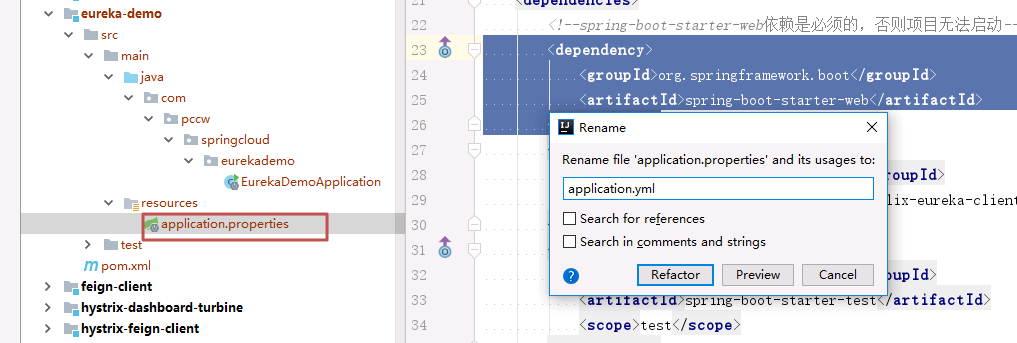 eureka-demo
src
main
java
com
pccw
springcloud
eurekademo
EurekaDemoApplication
resources
application.properties
test
pom.xml
feign-client
hystrix-dashboard-turbine
hystrix-feign-client
<dependencies>
22 <!--spring-boot-starter-web依赖是必须的，否则项目无法启动--
23 <dependency>
24 <groupId>org.springframework.boot</groupId>
25 <artifactId>spring-boot-starter-web</artifactId>
26
27
28 groupId>
29 lix-eureka-client
30
31
32 groupId>
33 <artifactId>spring-boot-starter-test</artifactId>
34 <scope>test</scope>
Rename
Rename file 'application.properties' and its usages to:
application.yml
Search for references
Search in comments and strings
?
Refactor
Preview
Cancel